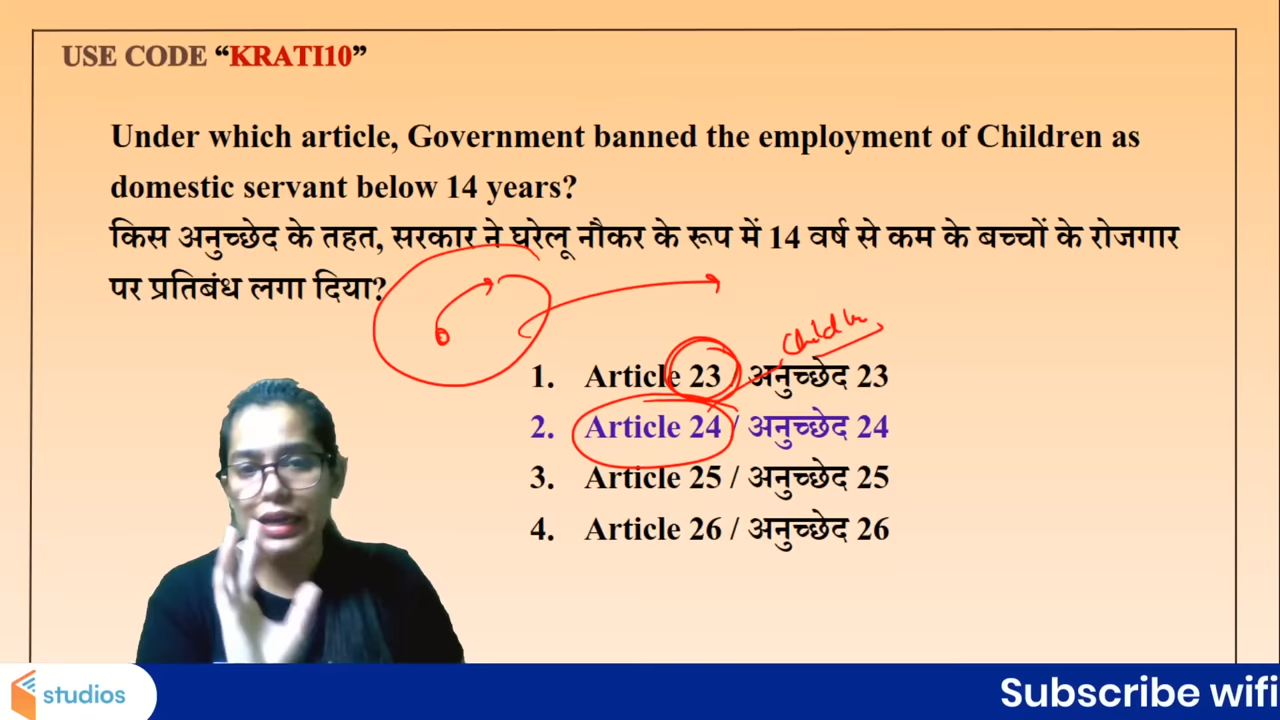 USE CODE “KRATI10”
Under which article, Government banned the employment of Children as
domestic servant below 14 years?
किस अनुच्छेद के तहत, सरकार ने घरेलू नौकर के रूप में 14 वर्ष से कम के बच्चों के रोजगार
पर प्रतिबंध लगा दिया?
1. Article 23 / अनुच्छेद 23
2. Article 24 / अनुच्छेद 24
3. Article 25 / अनुच्छेद 25
4. Article 26 / अनुच्छेद 26
studios
Subscribe wifi